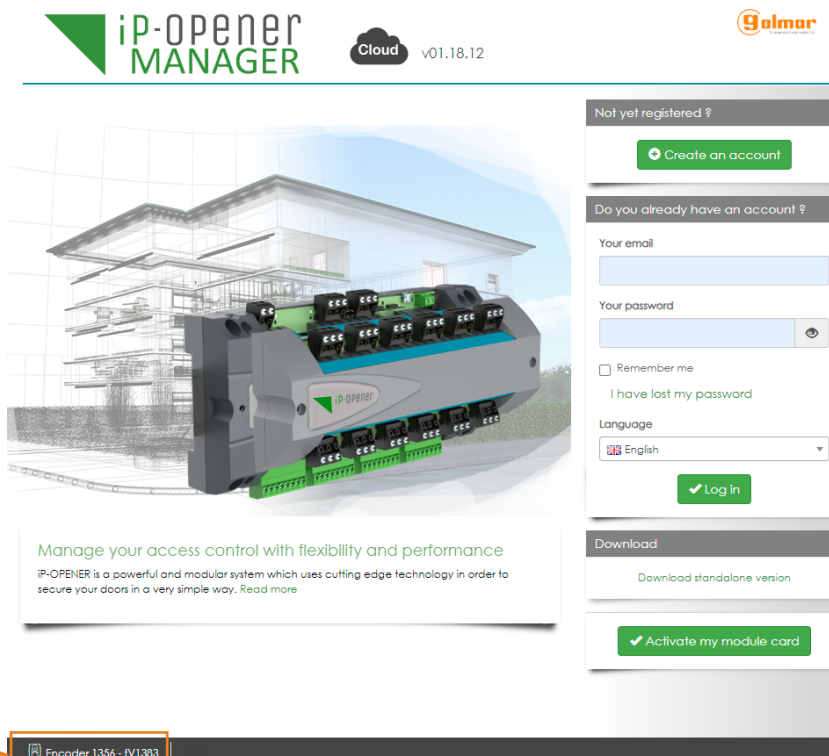 iP-OPENER
MANAGER
Cloud
v01.18.12
golmar
Not yet registered ?
Create an account
Do you already have an account ?
Your email
Your password
Remember me
I have lost my password
Language
English
Log in
iP-OPENER
Manage your access control with flexibility and performance
iP-OPENER is a powerful and modular system which uses cutting edge technology in order to
secure your doors in a very simple way. Read more
Download
Download standalone version
Activate my module card
Encoder 1356 - fV1383